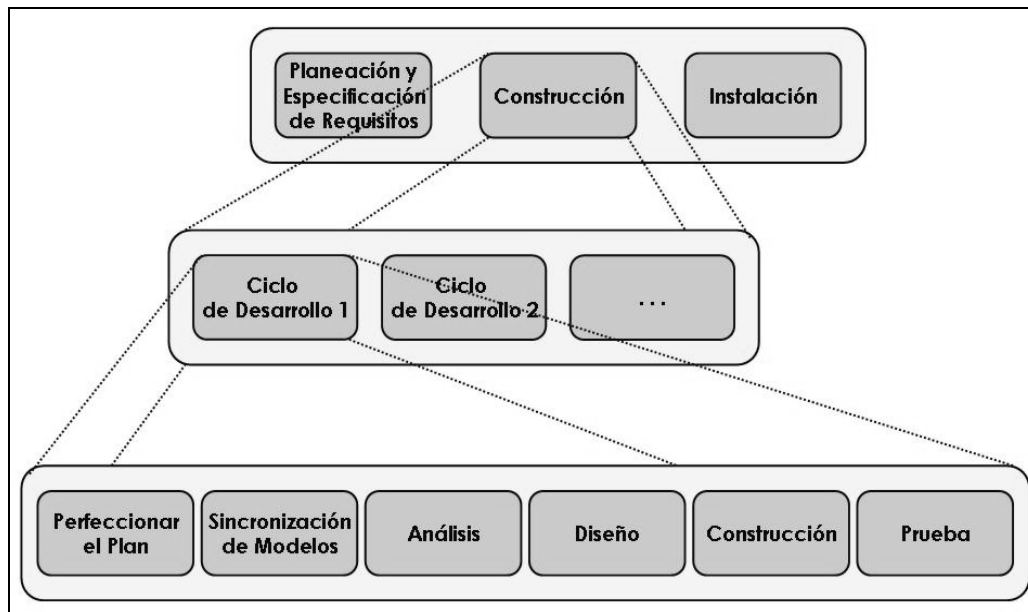 Planeación y
Especificación
de Requisitos
Construcción
Instalación
Ciclo
de Desarrollo 1
Ciclo
de Desarrollo 2
...
Perfeccionar
el Plan
Sincronización
de Modelos
Análisis
Diseño
Construcción
Prueba